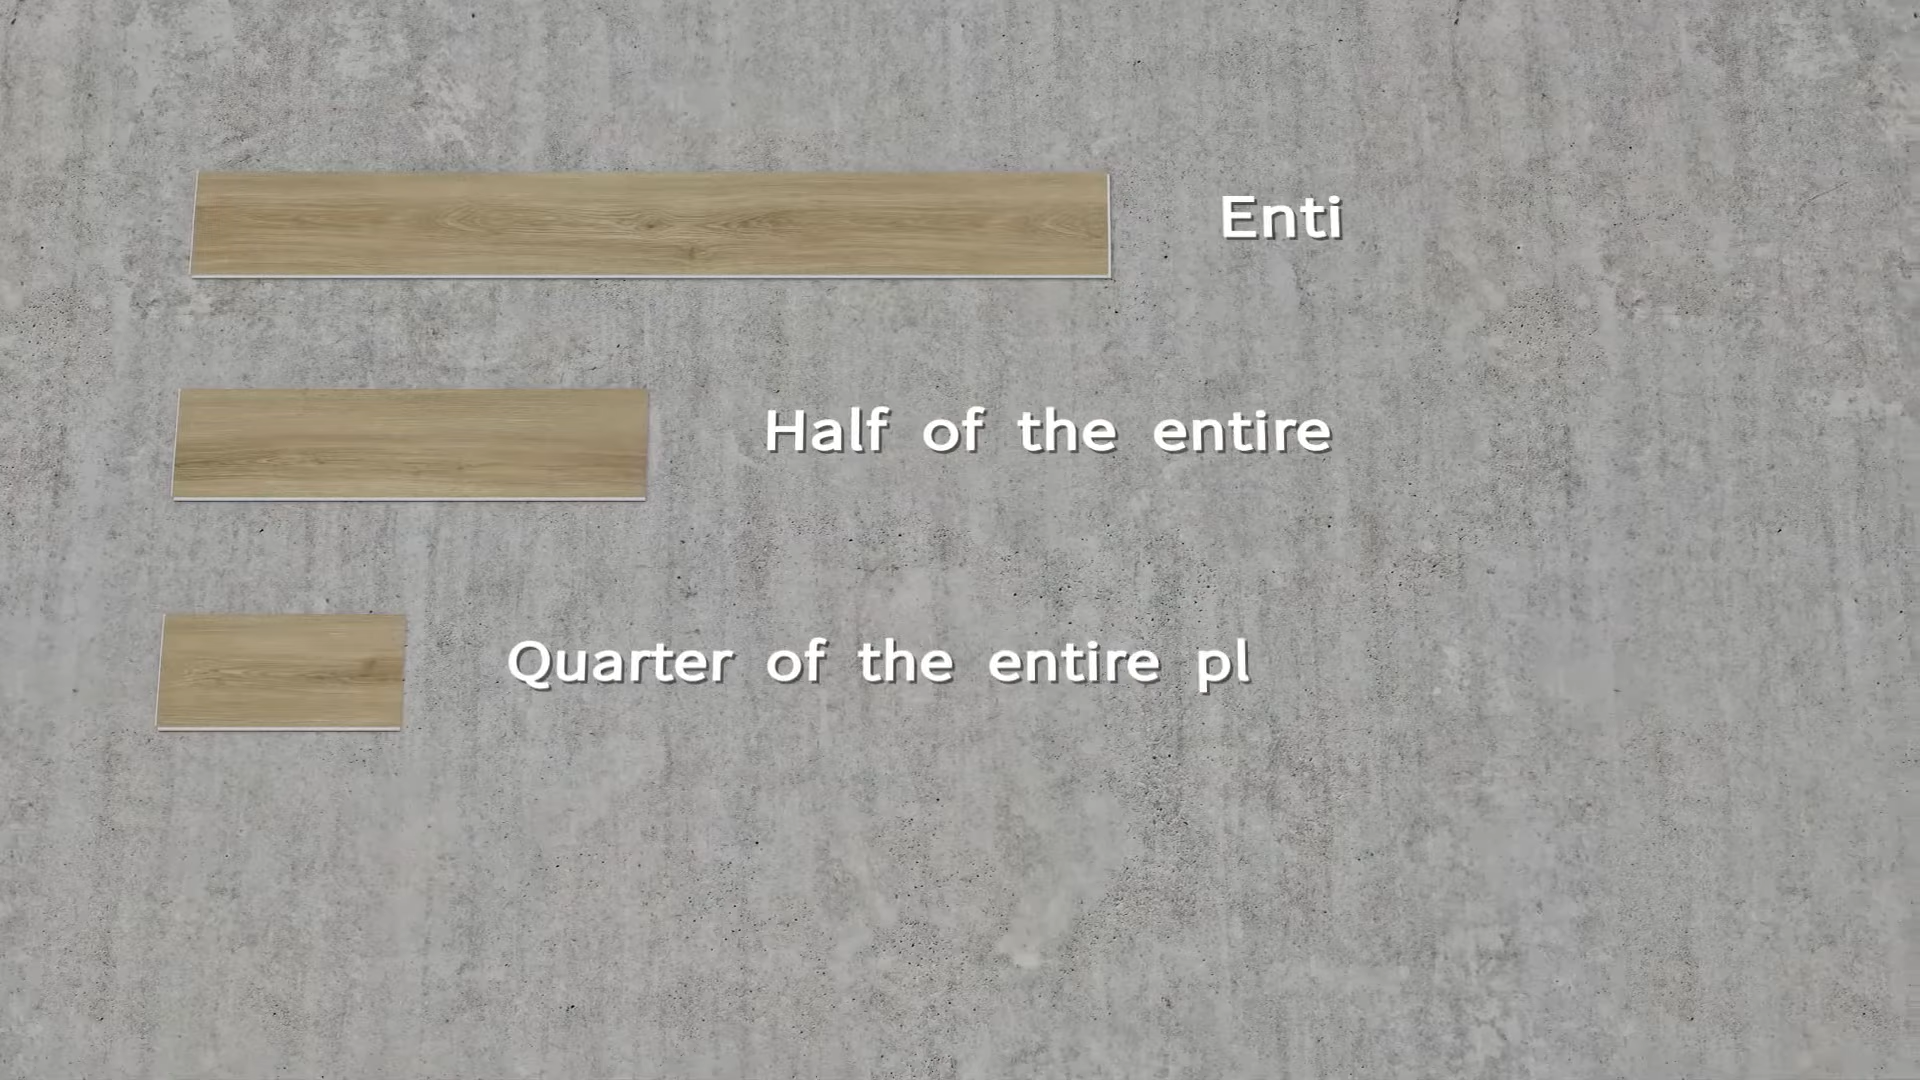 Enti
Half of the entire
Quarter of the entire pl